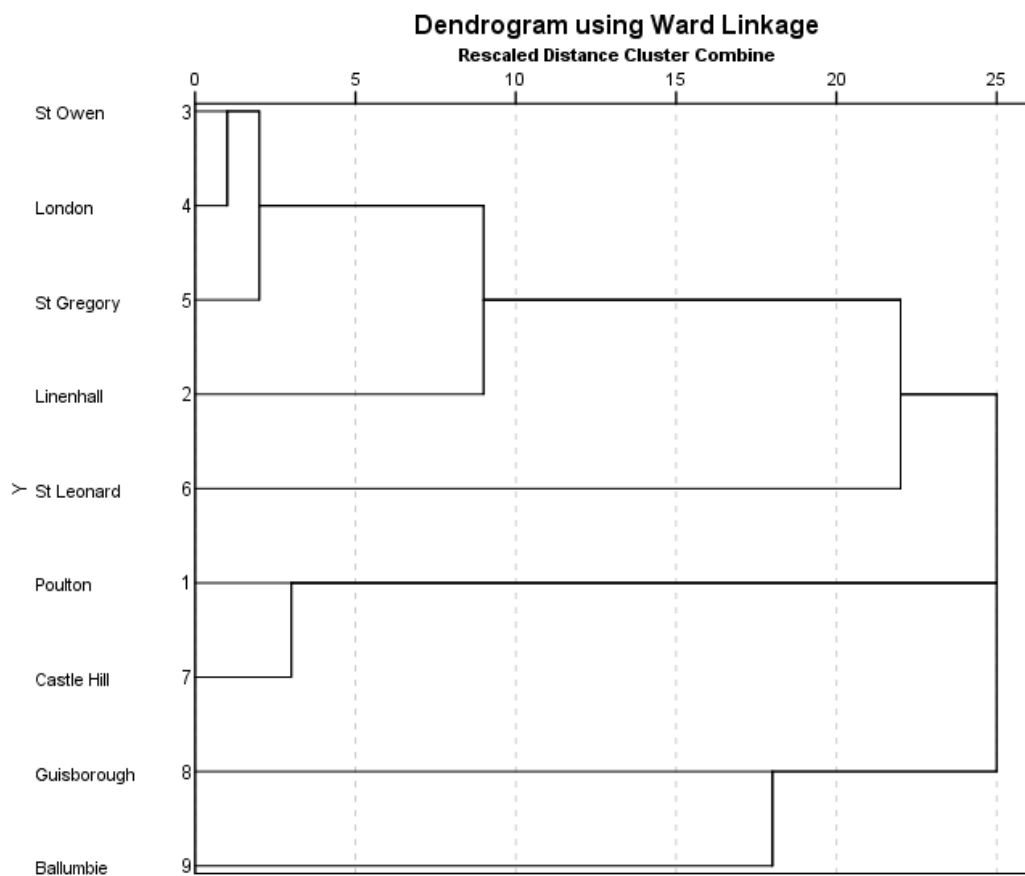 Dendrogram using Ward Linkage
Rescaled Distance Cluster Combine
0 5 10 15 20 25
St Owen 3
London 4
St Gregory 5
Linenhall 2
Y St Leonard 6
Poulton 1
Castle Hill 7
Guisborough 8
Ballumbie 9